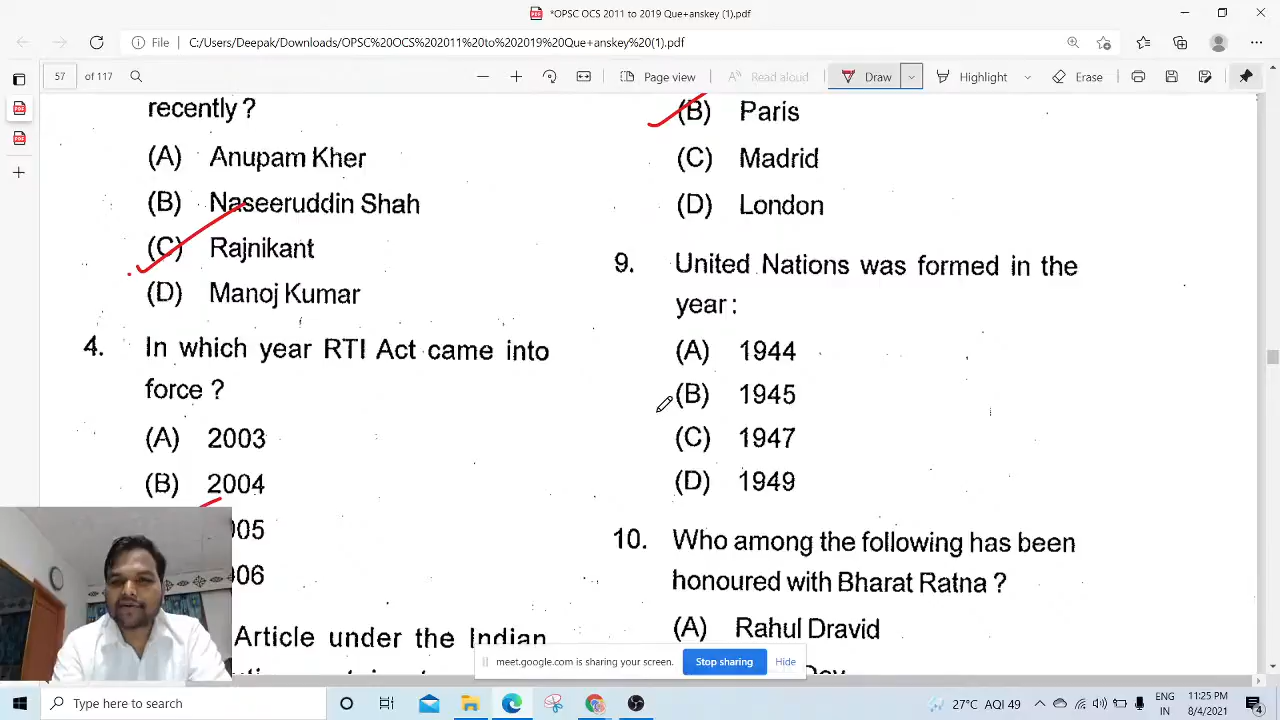 *OPSC OCS 2011 to 2019 Que+anskey (1).pdf
File
C:/Users/Deepak/Downloads/OPSC%20OCS%202011%20to%202019%20Que+anskey%20(1).pdf
57 of 117
Page view
Read aloud
Draw
Highlight
Erase
recently ?
(A) Anupam Kher
(B) Naseeruddin Shah
(C) Rajnikant
(D) Manoj Kumar
4. In which year RTI Act came into
force ?
(A) 2003
(B) 2004
005
006
Article under the Indian
(B) Paris
(C) Madrid
(D) London
9. United Nations was formed in the
year :
(A) 1944
(B) 1945
(C) 1947
(D) 1949
10. Who among the following has been
honoured with Bharat Ratna ?
(A) Rahul Dravid
meet.google.com is sharing your screen.
Stop sharing
Hide
Type here to search
27°C AQI 49
ENG
IN
11:25 PM
8/4/2021
4